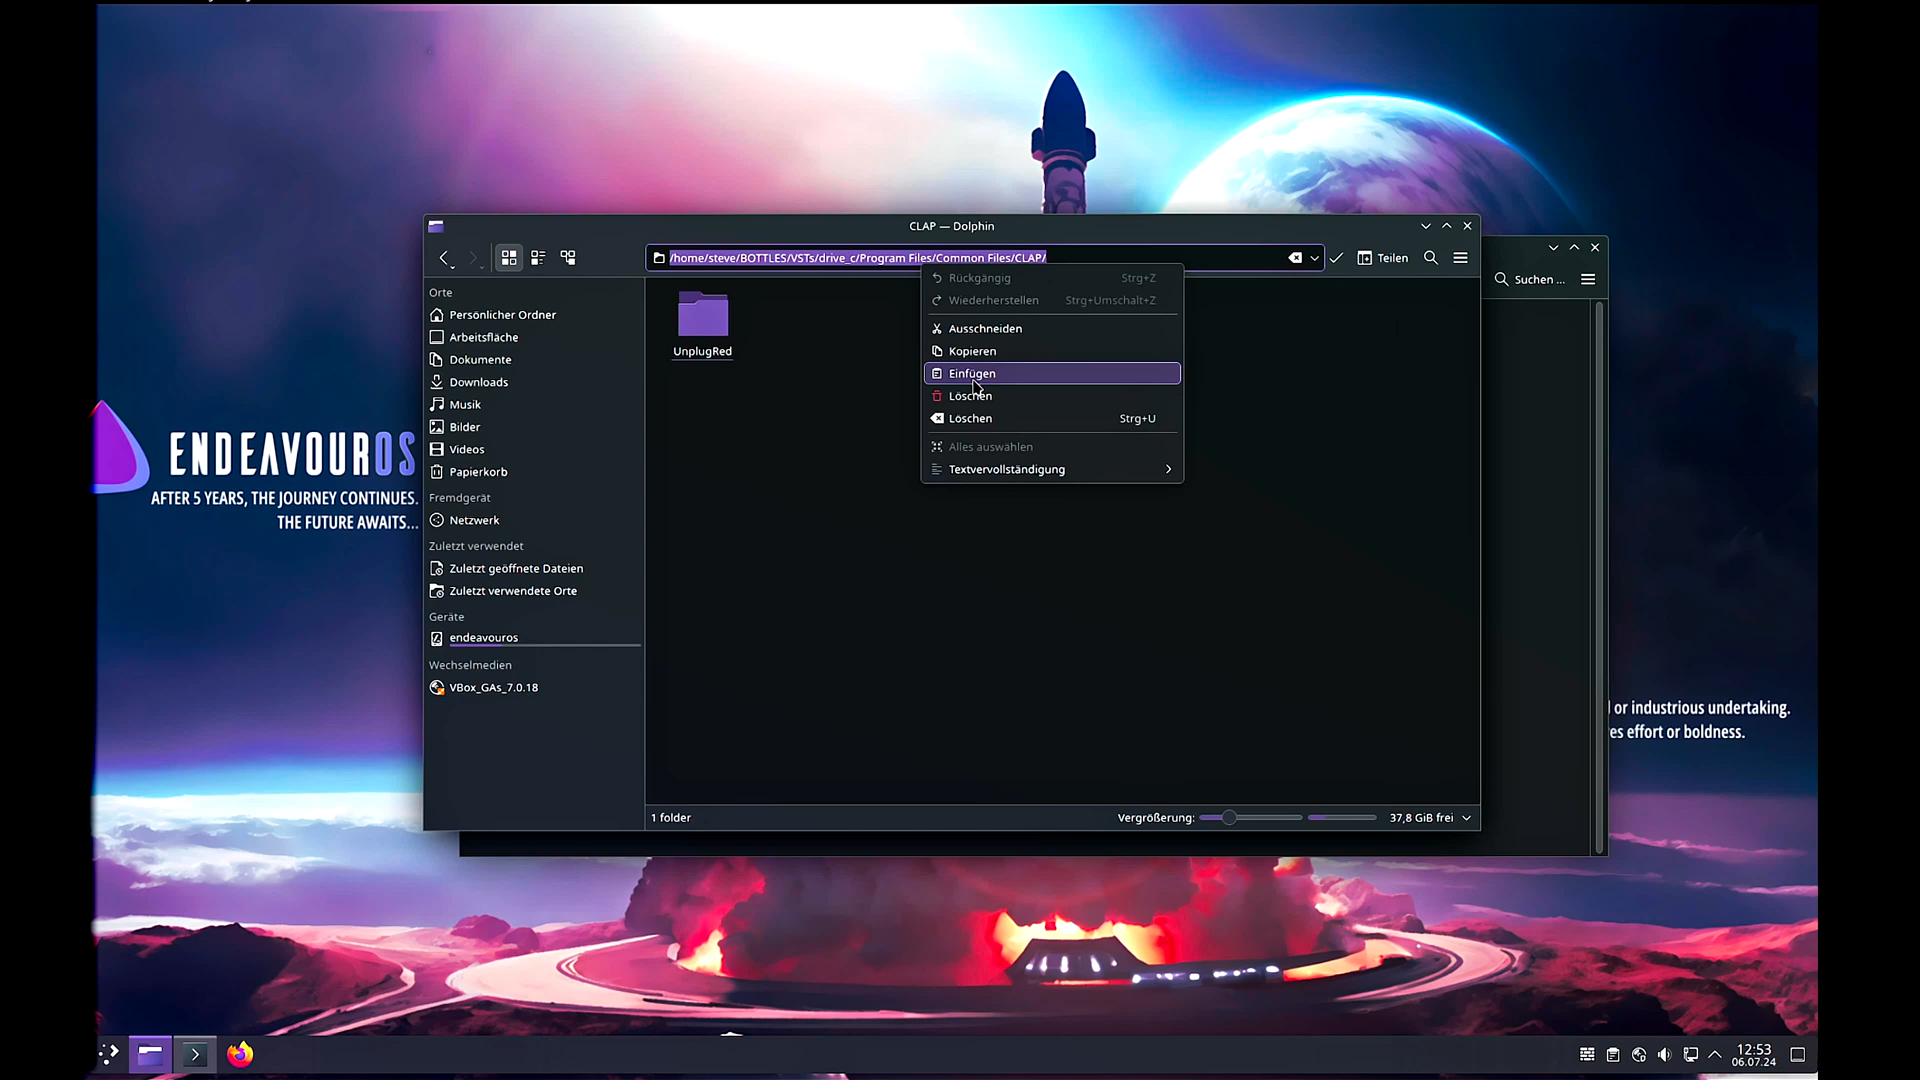 CLAP — Dolphin
/home/steve/BOTTLES/VSTs/drive_c/Program Files/Common Files/CLAP/
Teilen
Suchen ...
Orte
Persönlicher Ordner
Arbeitsfläche
Dokumente
Downloads
Musik
Bilder
Videos
Papierkorb
Fremdgerät
Netzwerk
Zuletzt verwendet
Zuletzt geöffnete Dateien
Zuletzt verwendete Orte
Geräte
endeavouros
Wechselmedien
VBox_GAs_7.0.18
UnplugRed
Rückgängig Strg+Z
Wiederherstellen Strg+Umschalt+Z
Ausschneiden
Kopieren
Einfügen
Löschen
Löschen Strg+U
Alles auswählen
Textvervollständigung
1 folder
Vergrößerung:
37,8 GiB frei
ENDEAVOUROS
AFTER 5 YEARS, THE JOURNEY CONTINUES.
THE FUTURE AWAITS...
or industrious undertaking.
es effort or boldness.
12:53
06.07.24